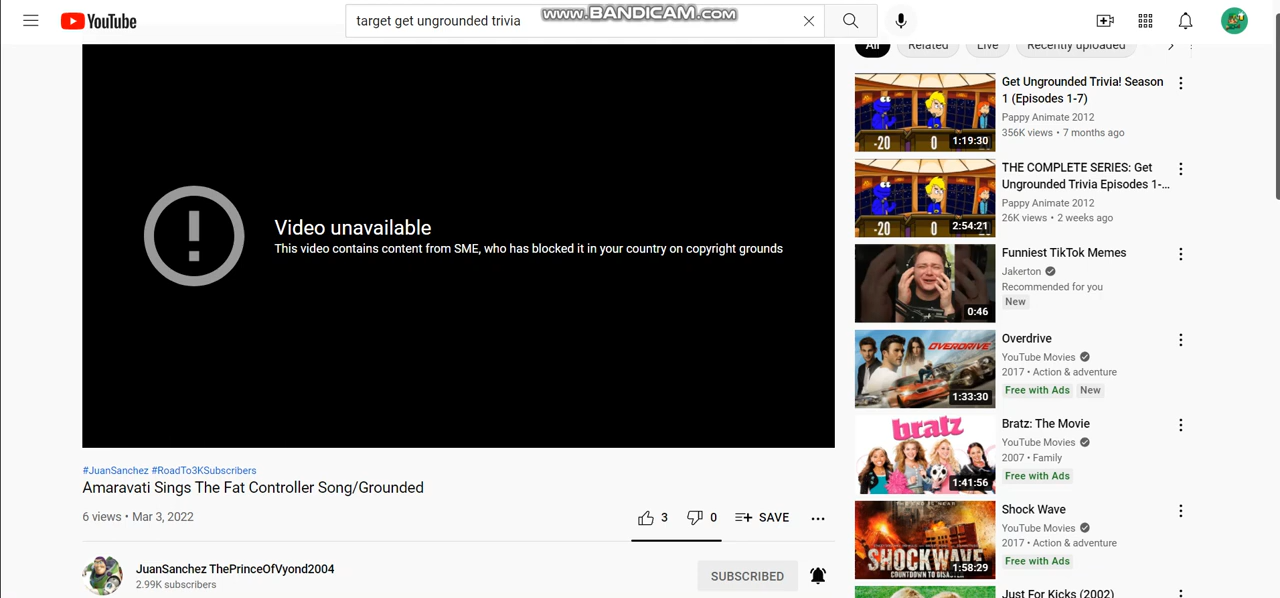 YouTube
target get ungrounded trivia
www.BANDICAM.com
All
Related
Live
Recently uploaded
Video unavailable
This video contains content from SME, who has blocked it in your country on copyright grounds
#JuanSanchez #RoadTo3KSubscribers
Amaravati Sings The Fat Controller Song/Grounded
6 views • Mar 3, 2022
3
0
SAVE
JuanSanchez ThePrinceOfVyond2004
2.99K subscribers
SUBSCRIBED
-20 0
1:19:30
Get Ungrounded Trivia! Season
1 (Episodes 1-7)
Pappy Animate 2012
356K views • 7 months ago
-20 0
2:54:21
THE COMPLETE SERIES: Get
Ungrounded Trivia Episodes 1-...
Pappy Animate 2012
26K views • 2 weeks ago
0:46
Funniest TikTok Memes
Jakerton
Recommended for you
New
OVERDRIVE
1:33:30
Overdrive
YouTube Movies
2017 • Action & adventure
Free with Ads New
bratz
1:41:56
Bratz: The Movie
YouTube Movies
2007 • Family
Free with Ads
SHOCKWAVE
1:58:29
Shock Wave
YouTube Movies
2017 • Action & adventure
Free with Ads
Just For Kicks (2002)